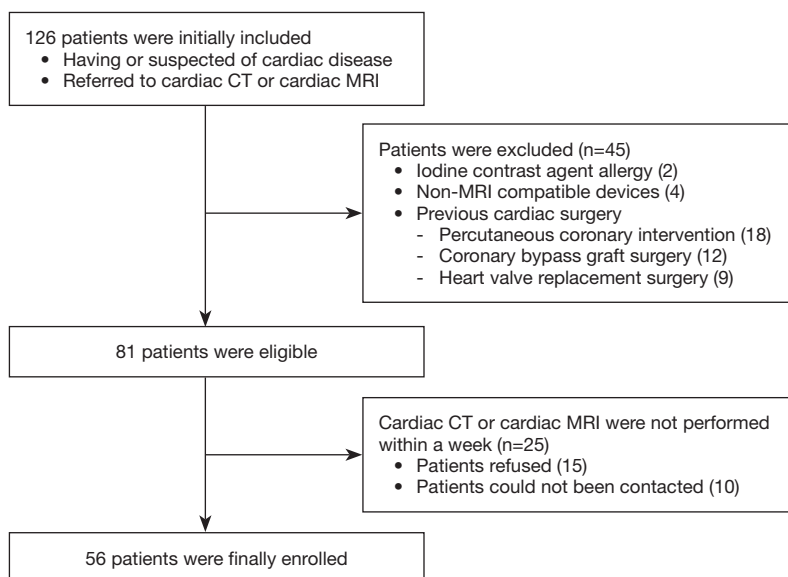 126 patients were initially included
• Having or suspected of cardiac disease
• Referred to cardiac CT or cardiac MRI
Patients were excluded (n=45)
• Iodine contrast agent allergy (2)
• Non-MRI compatible devices (4)
• Previous cardiac surgery
- Percutaneous coronary intervention (18)
- Coronary bypass graft surgery (12)
- Heart valve replacement surgery (9)
81 patients were eligible
Cardiac CT or cardiac MRI were not performed
within a week (n=25)
• Patients refused (15)
• Patients could not been contacted (10)
56 patients were finally enrolled